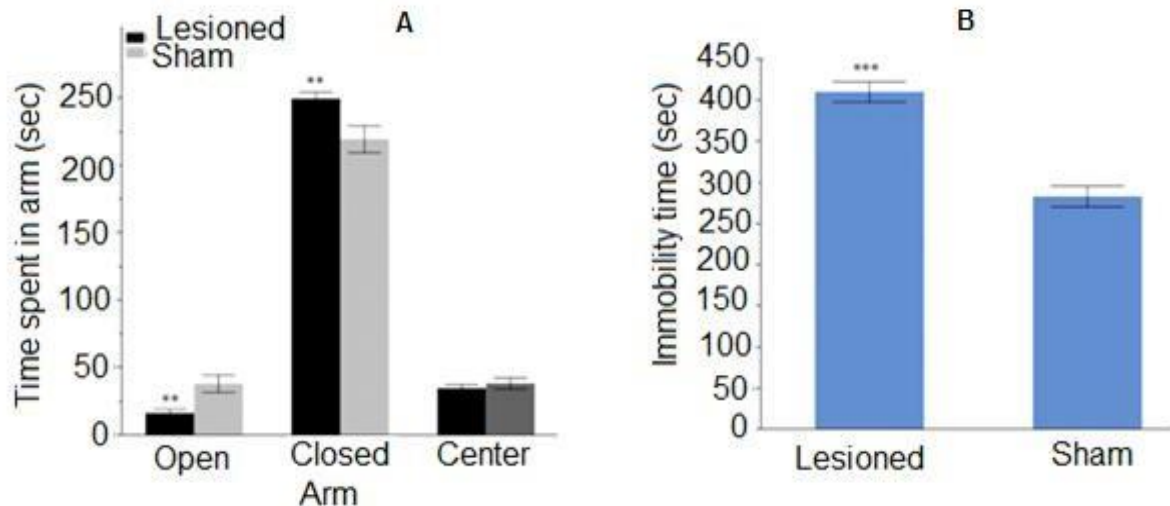 A
Lesioned
Sham
Time spent in arm (sec)
250
200
150
100
50
0
**
**
Open
Closed
Center
Arm
B
Immobility time (sec)
450
400
350
300
250
200
150
100
50
0
***
Lesioned
Sham